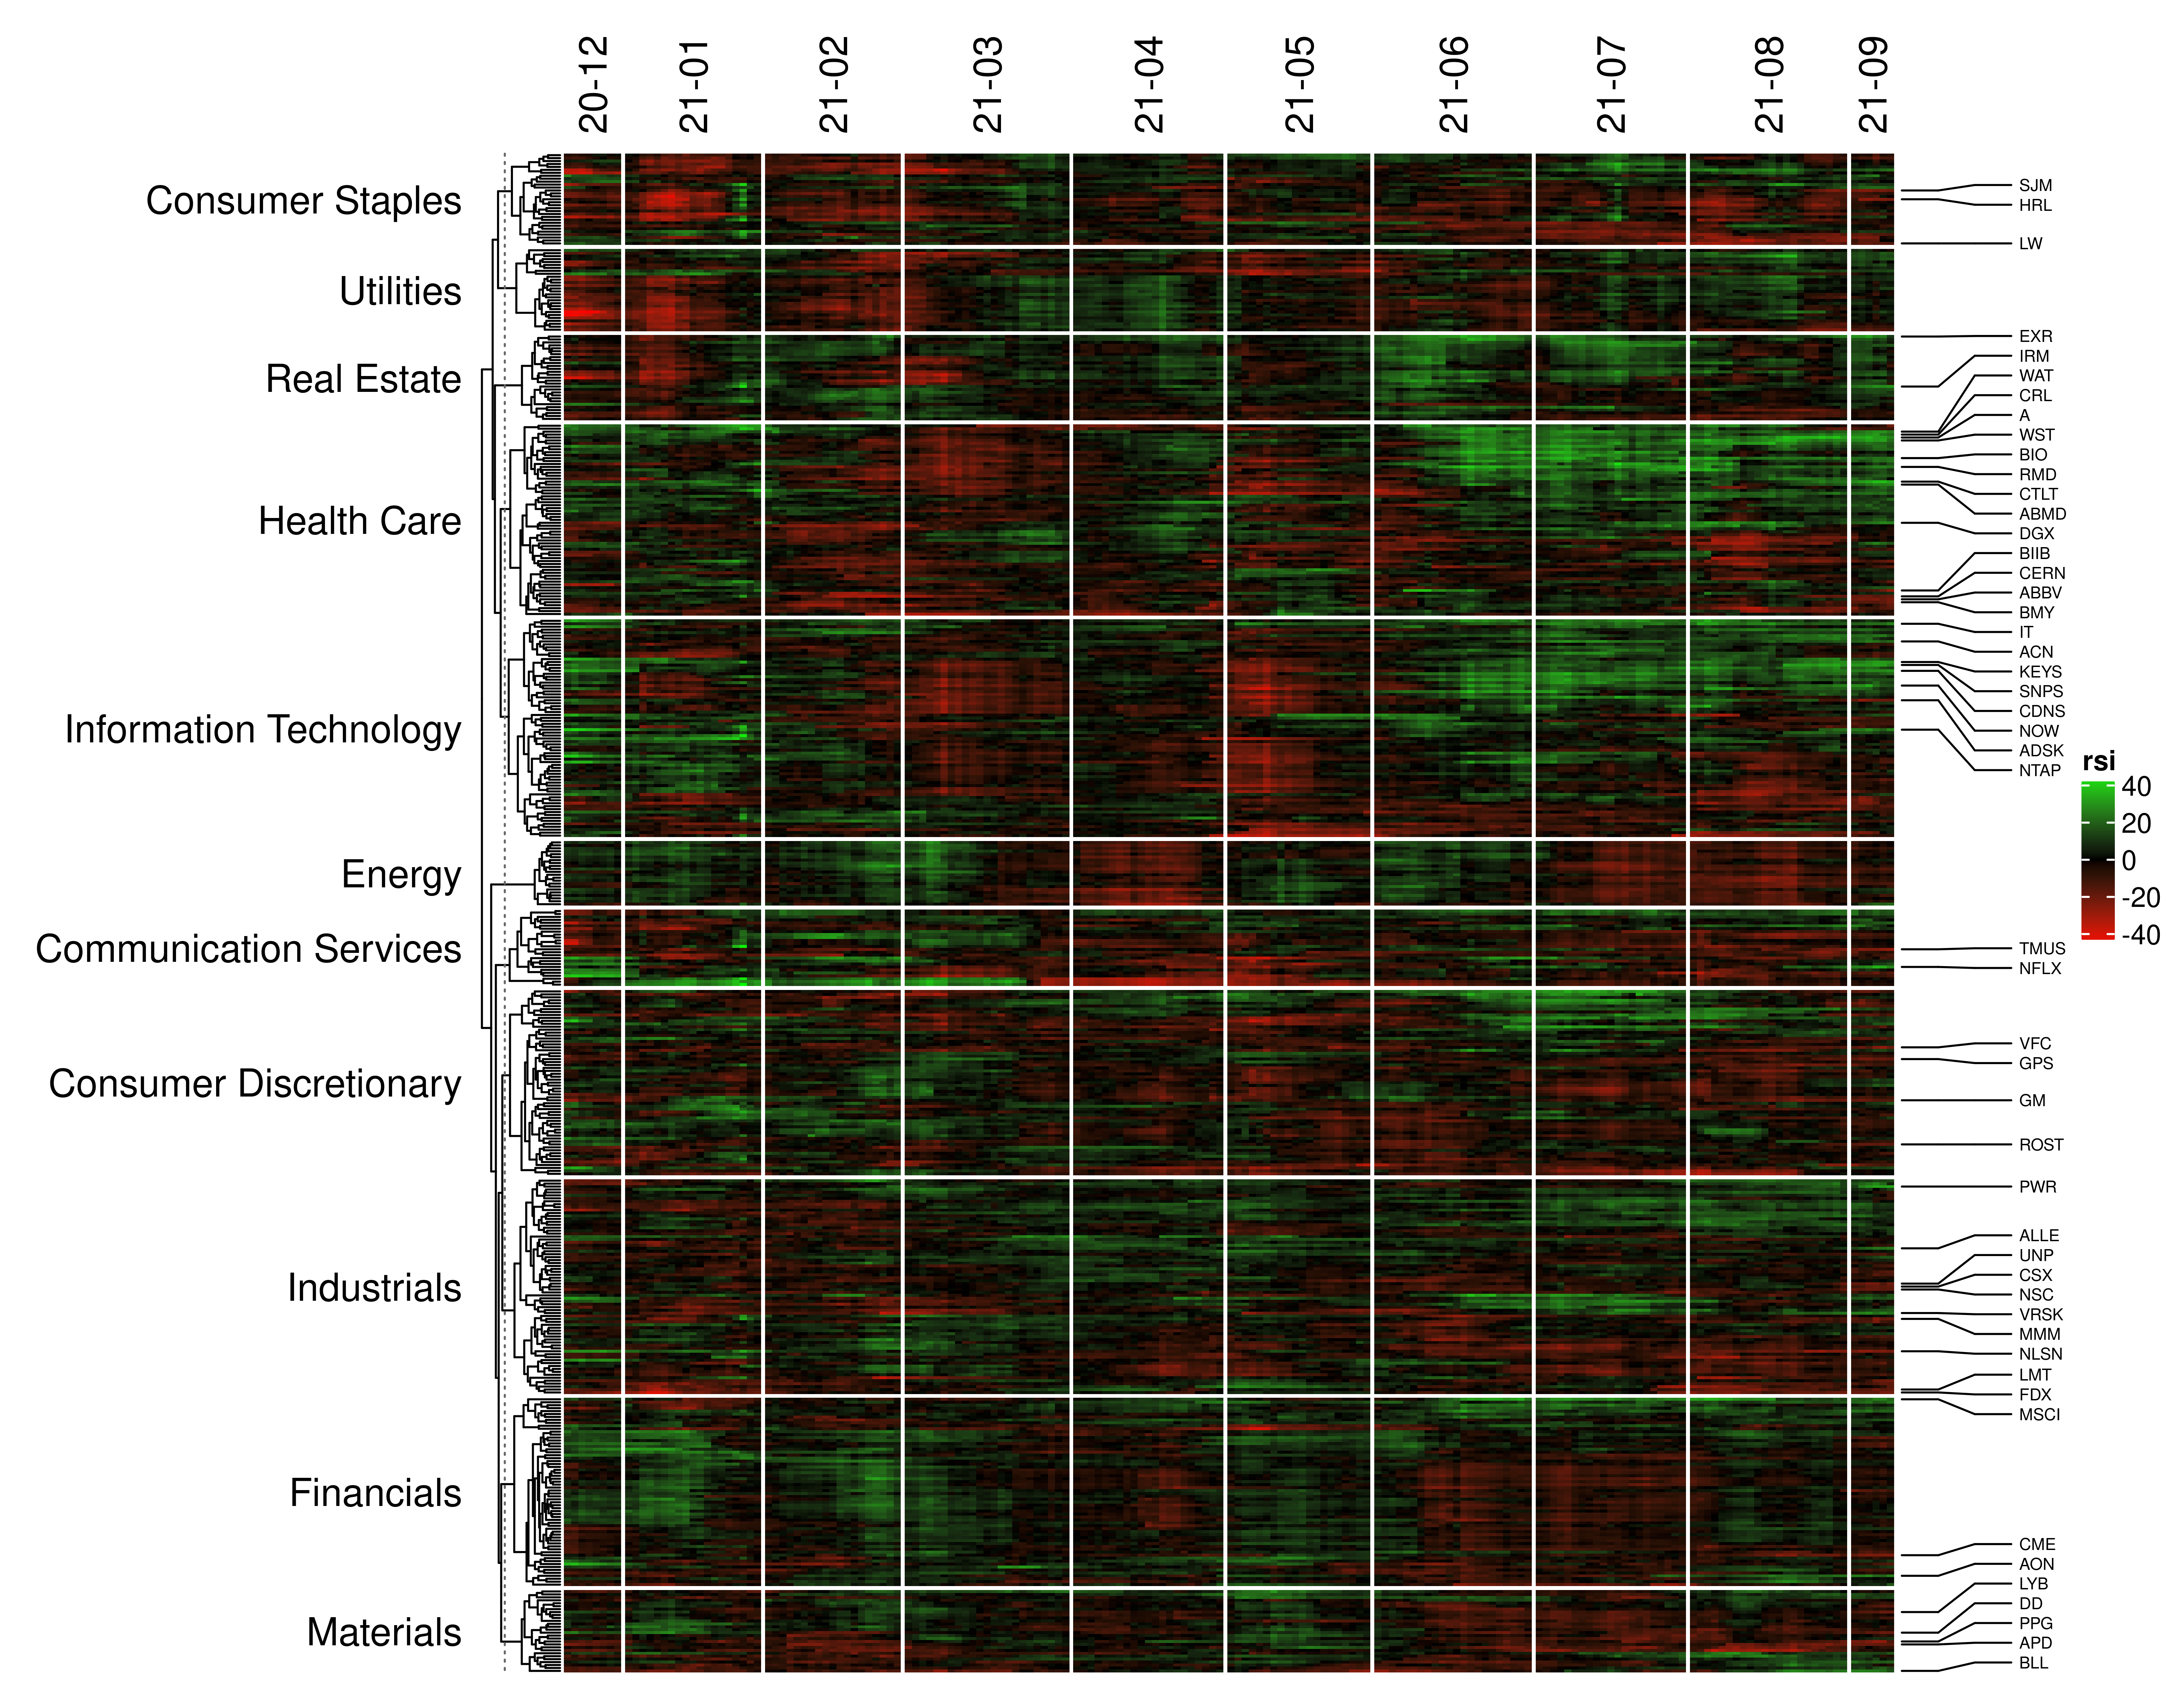 20-12
21-01
21-02
21-03
21-04
21-05
21-06
21-07
21-08
21-09
Consumer Staples
Utilities
Real Estate
Health Care
Information Technology
Energy
Communication Services
Consumer Discretionary
Industrials
Financials
Materials
SJM
HRL
LW
EXR
IRM
WAT
CRL
A
WST
BIO
RMD
CTLT
ABMD
DGX
BIIB
CERN
ABBV
BMY
IT
ACN
KEYS
SNPS
CDNS
NOW
ADSK
NTAP
TMUS
NFLX
VFC
GPS
GM
ROST
PWR
ALLE
UNP
CSX
NSC
VRSK
MMM
NLSN
LMT
FDX
MSCI
CME
AON
LYB
DD
PPG
APD
BLL
rsi
40
20
0
-20
-40